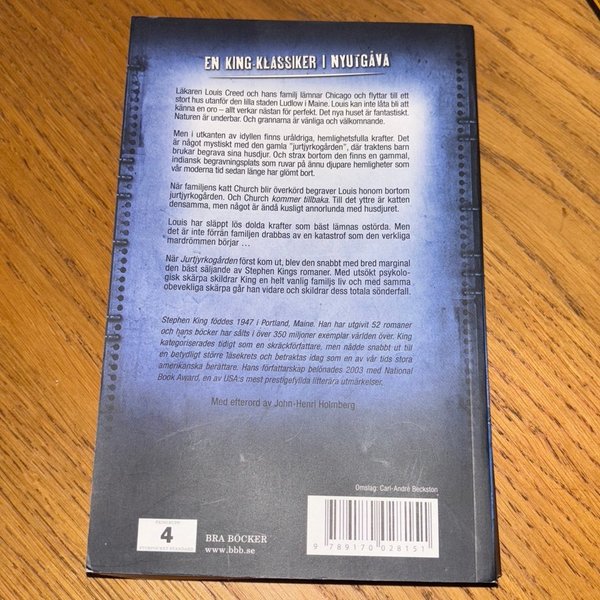 EN KING-KLASSIKER I NYUTGÅVA
Läkaren Louis Creed och hans familj lämnar Chicago och flyttar till ett
stort hus utanför den lilla staden Ludlow i Maine. Louis kan inte låta bli att
känna en oro – allt verkar nästan för perfekt. Det nya huset är fantastiskt.
Naturen är underbar. Och grannarna är vänliga och välkomnande.
Men i utkanten av idyllen finns uråldriga, hemlighetsfulla krafter. Det
är något mystiskt med den gamla ”jurtjyrkogården”, där traktens barn
brukar begrava sina husdjur. Och strax bortom den finns en gammal,
indiansk begravningsplats som ruvar på ännu djupare hemligheter som
vår moderna tid sedan länge har glömt bort.
När familjens katt Church blir överkörd begraver Louis honom bortom
jurtjyrkogården. Och Church kommer tillbaka. Till det yttre är katten
densamma, men något är ändå kusligt annorlunda med husdjuret.
Louis har släppt lös dolda krafter som bäst lämnas ostörda. Men
det är inte förrän familjen drabbas av en katastrof som den verkliga
mardrömmen börjar ...
När Jurtjyrkogården först kom ut, blev den snabbt med bred marginal
den bäst säljande av Stephen Kings romaner. Med utsökt psykolo-
gisk skärpa skildrar King en helt vanlig familjs liv och med samma
obevekliga skärpa går han vidare och skildrar dess totala sönderfall.
Stephen King föddes 1947 i Portland, Maine. Han har utgivit 52 romaner
och hans böcker har sålts i över 350 miljoner exemplar världen över. King
kategoriserades tidigt som en skräckförfattare, men nådde snabbt ut till
en betydligt större läsekrets och betraktas idag som en av vår tids stora
amerikanska berättare. Hans författarskap belönades 2003 med National
Book Award, en av USA:s mest prestigefyllda litterära utmärkelser.
Med efterord av John-Henri Holmberg
Omslag: Carl-André Beckston
4
BRA BÖCKER
www.bbb.se
9 789170 028151